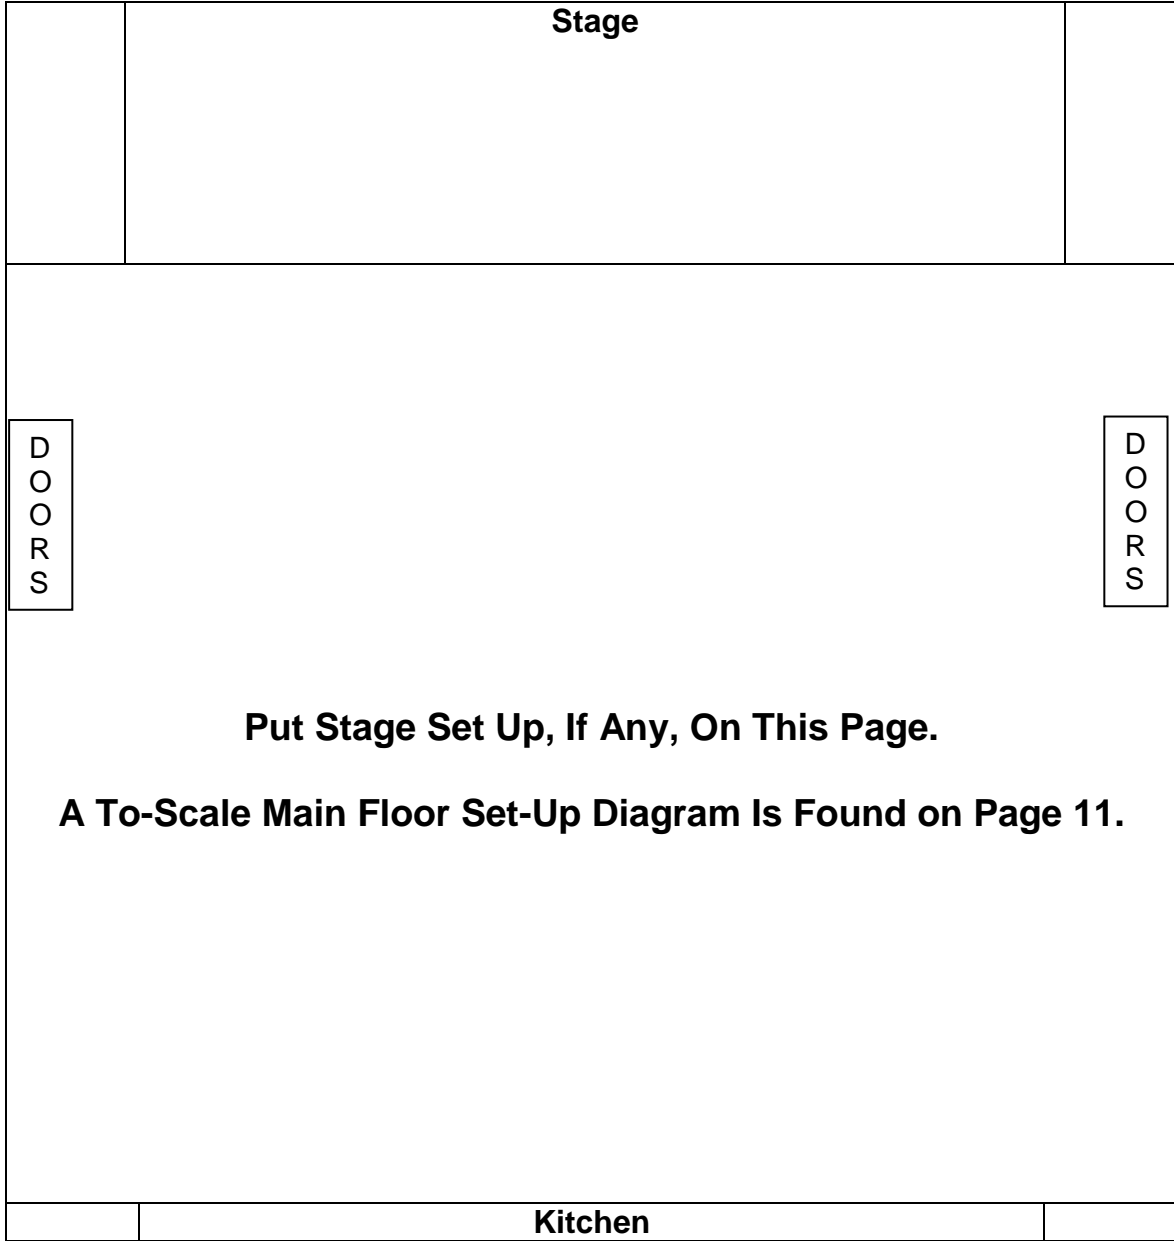 Stage
D
O
O
R
S
D
O
O
R
S
Put Stage Set Up, If Any, On This Page.
A To-Scale Main Floor Set-Up Diagram Is Found on Page 11.
Kitchen